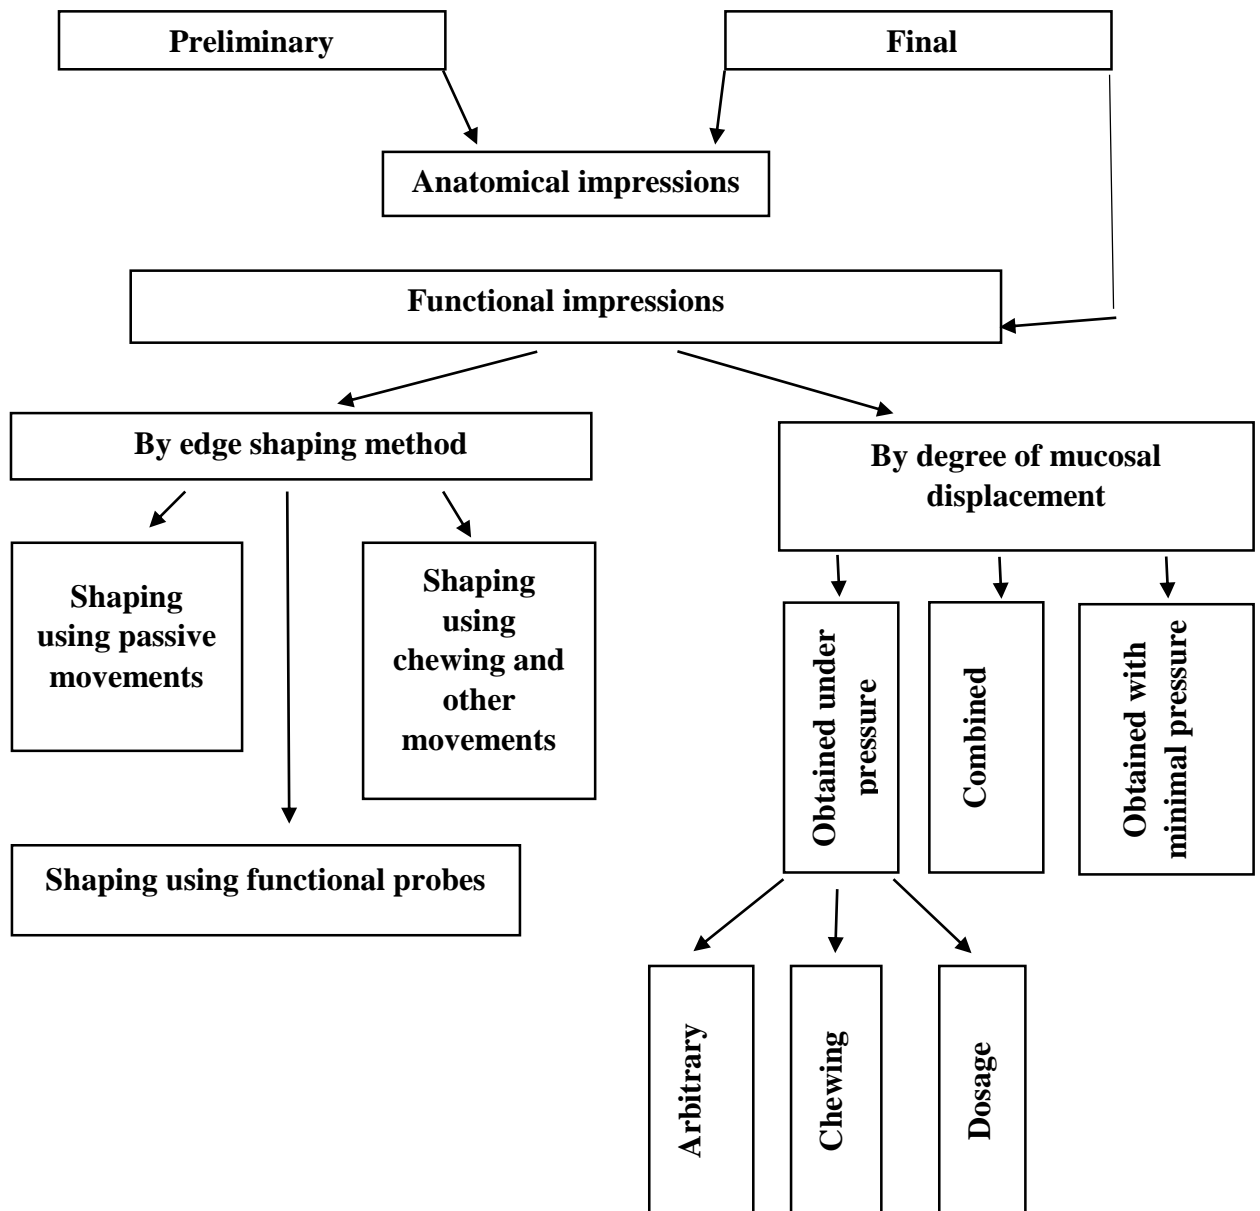 Preliminary
Final
Anatomical impressions
Functional impressions
By edge shaping method
By degree of mucosal
displacement
Shaping
using passive
movements
Shaping
using
chewing and
other
movements
Obtained under
pressure
Combined
Obtained with
minimal pressure
Shaping using functional probes
Arbitrary
Chewing
Dosage